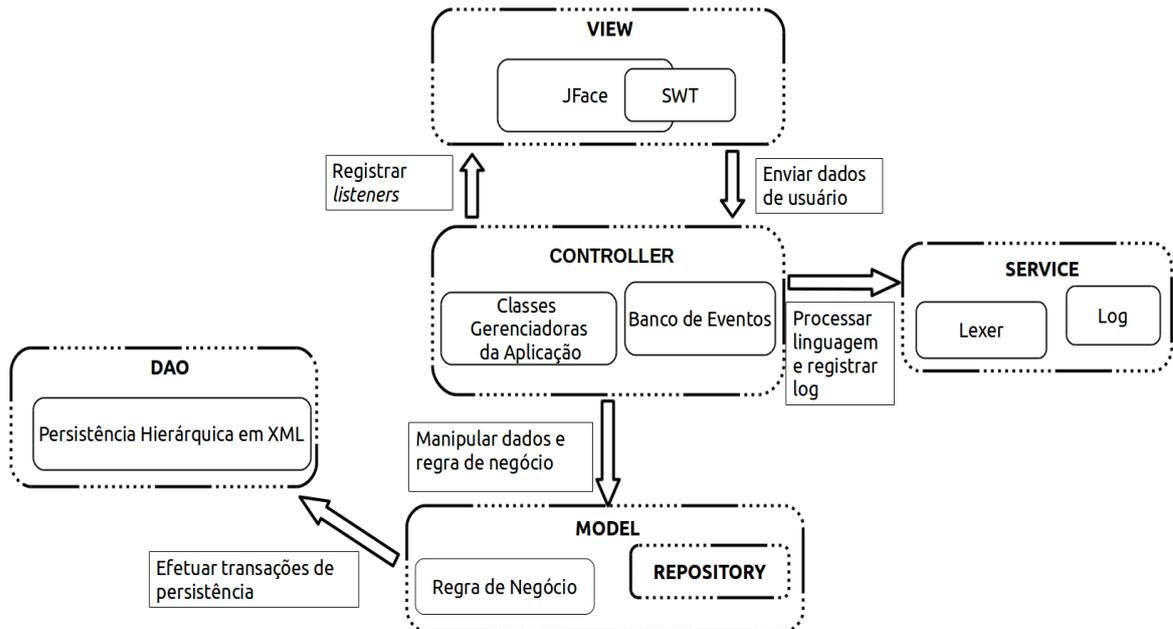 VIEW
JFace
SWT
Registrar
listeners
Enviar dados
de usuário
CONTROLLER
Classes
Gerenciadoras
da Aplicação
Banco de Eventos
Processar
linguagem
e registrar
log
SERVICE
Lexer
Log
DAO
Persistência Hierárquica em XML
Manipular dados e
regra de negócio
Efetuar transações de
persistência
MODEL
Regra de Negócio
REPOSITORY